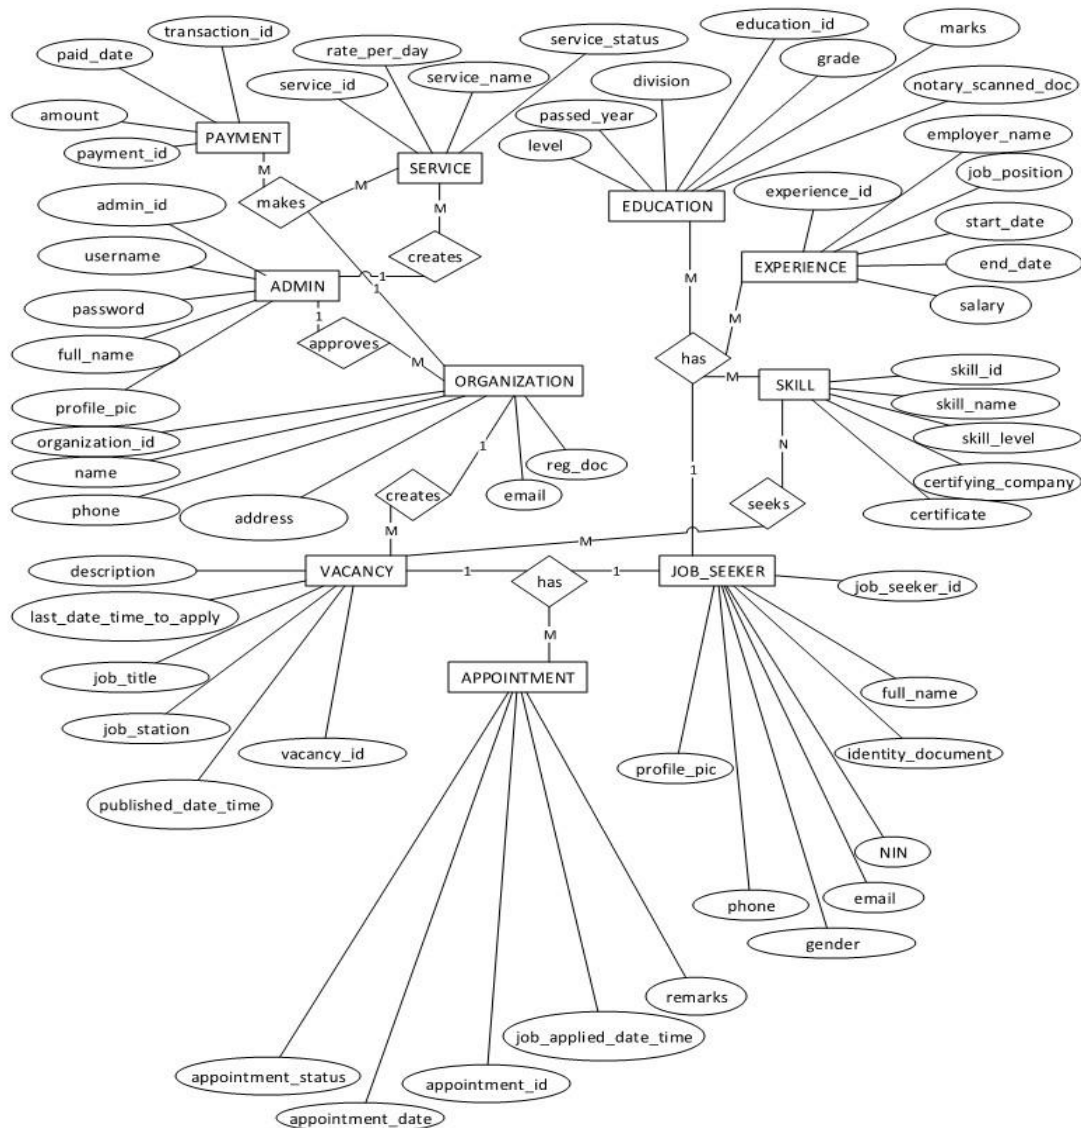 transaction_id
paid_date
amount
payment_id
PAYMENT
M
rate_per_day
service_status
service_id
service_name
SERVICE
M
M
makes
education_id
marks
division
grade
passed_year
notary_scanned_doc
level
EDUCATION
employer_name
experience_id
job_position
start_date
end_date
salary
EXPERIENCE
M
M
admin_id
username
password
full_name
profile_pic
ADMIN
creates
1
1
1
approves
M
has
M
ORGANIZATION
organization_id
name
phone
address
email
reg_doc
1
creates
M
SKILL
skill_id
skill_name
skill_level
certifying_company
certificate
N
seeks
M
1
description
VACANCY
1
has
1
JOB_SEEKER
job_seeker_id
last_date_time_to_apply
job_title
job_station
published_date_time
vacancy_id
M
APPOINTMENT
full_name
identity_document
profile_pic
NIN
email
phone
gender
remarks
job_applied_date_time
appointment_id
appointment_status
appointment_date